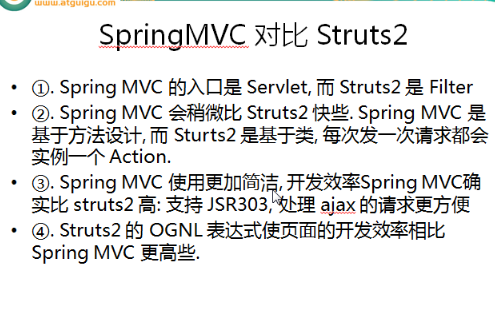 www.atguigu.com
SpringMVC 对比 Struts2
• ①. Spring MVC 的入口是 Servlet, 而 Struts2 是 Filter
• ②. Spring MVC 会稍微比 Struts2 快些. Spring MVC 是
基于方法设计, 而 Sturts2 是基于类, 每次发一次请求都会
实例一个 Action.
• ③. Spring MVC 使用更加简洁, 开发效率Spring MVC确
实比 struts2 高: 支持 JSR303, 处理 ajax 的请求更方便
• ④. Struts2 的 OGNL 表达式使页面的开发效率相比
Spring MVC 更高些.